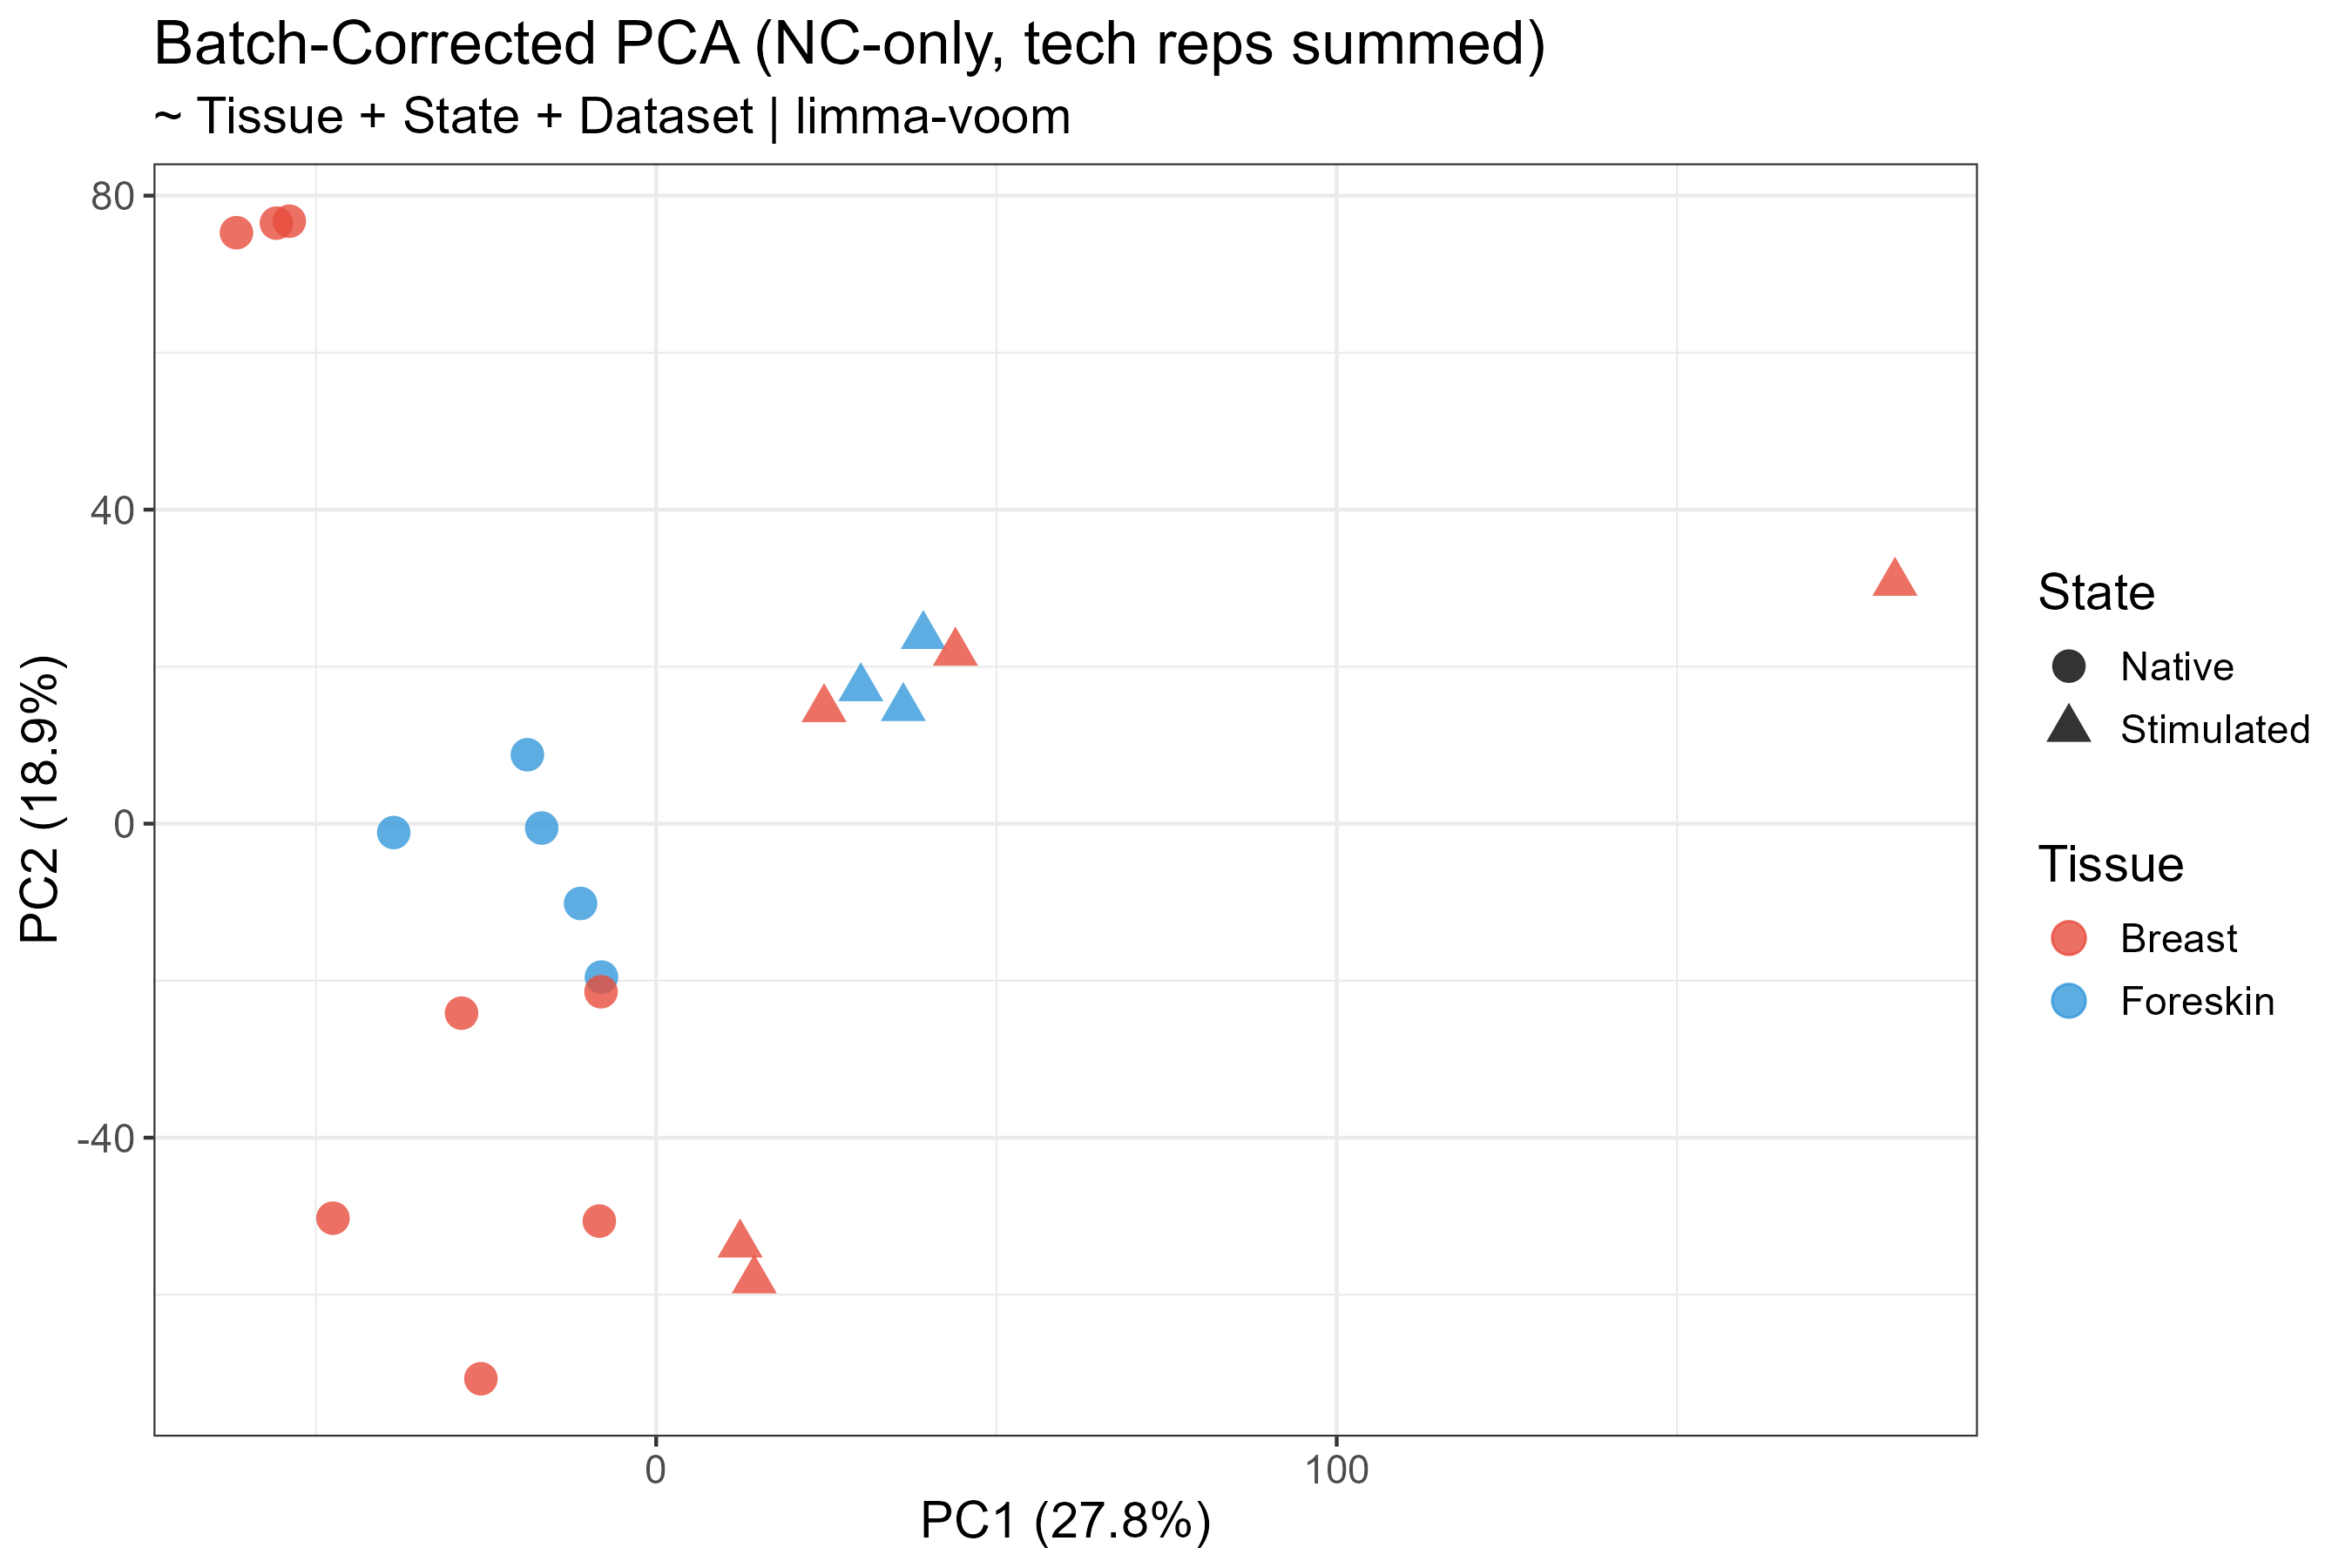 Batch-Corrected PCA (NC-only, tech reps summed)
~ Tissue + State + Dataset | limma-voom
80
40
0
-40
PC2 (18.9%)
0
100
PC1 (27.8%)
State
Native
Stimulated
Tissue
Breast
Foreskin